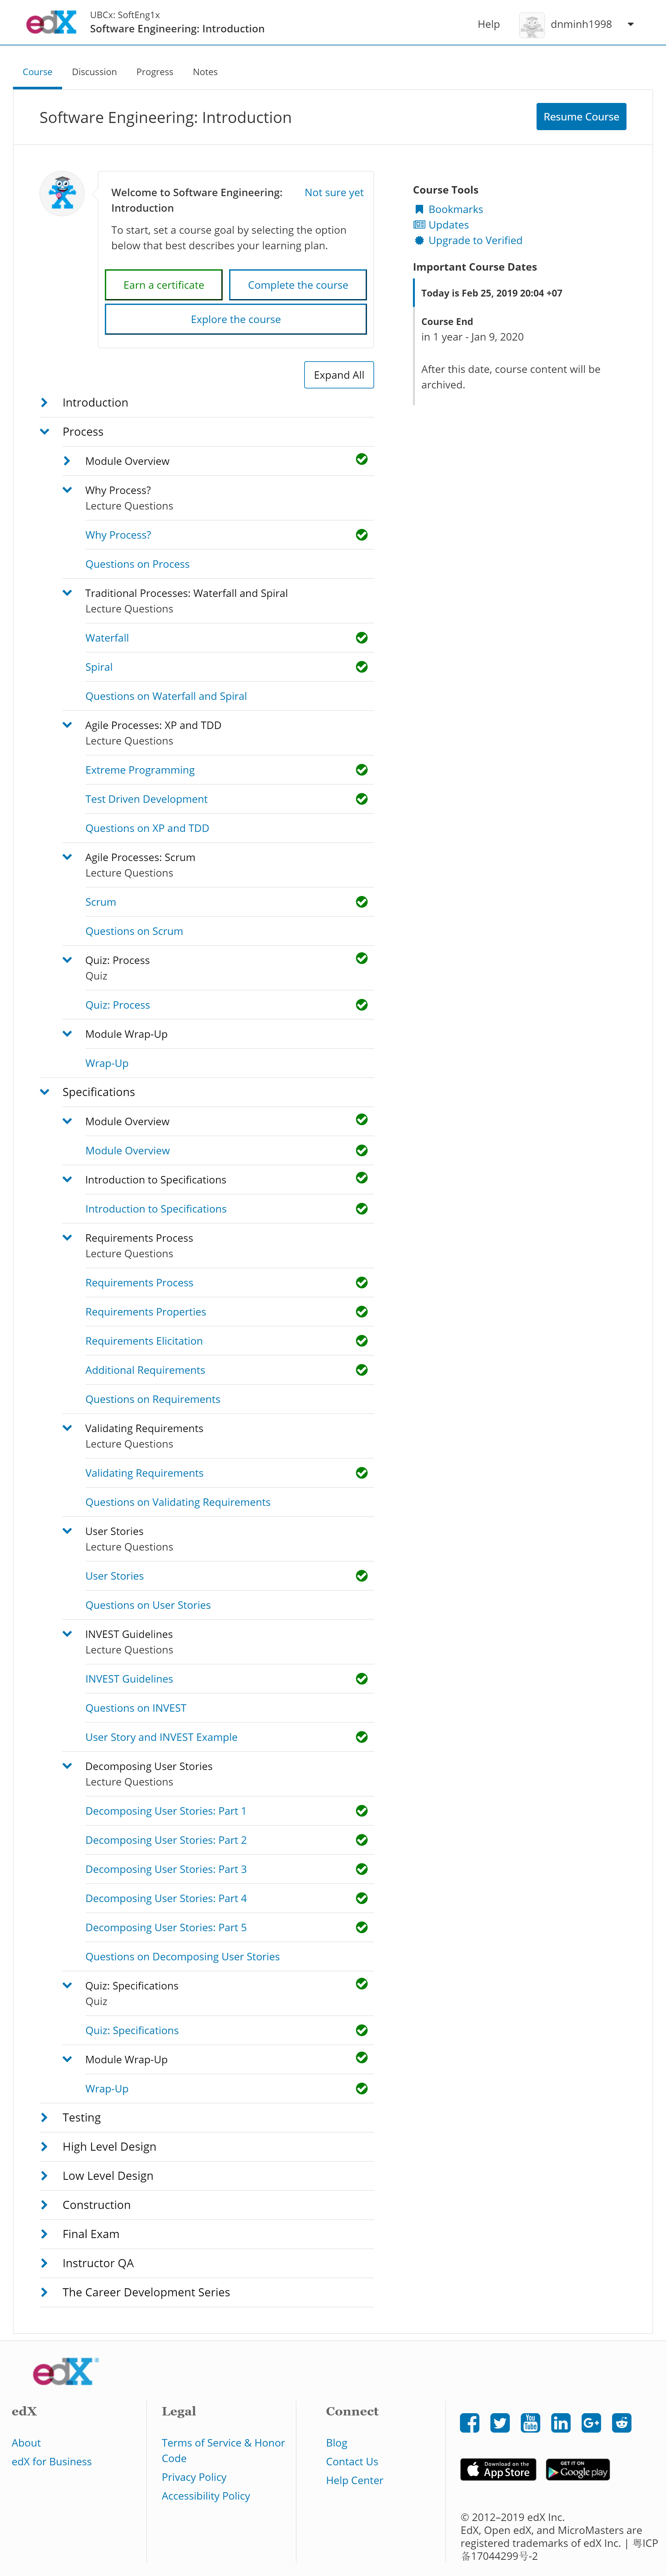 edX
UBCx: SoftEng1x
Software Engineering: Introduction
Help
dnminh1998
Course
Discussion
Progress
Notes
Software Engineering: Introduction
Resume Course
Welcome to Software Engineering:
Introduction
Not sure yet
To start, set a course goal by selecting the option
below that best describes your learning plan.
Earn a certificate
Complete the course
Explore the course
Course Tools
Bookmarks
Updates
Upgrade to Verified
Important Course Dates
Today is Feb 25, 2019 20:04 +07
Course End
in 1 year - Jan 9, 2020
After this date, course content will be
archived.
Expand All
Introduction
Process
Module Overview
Why Process?
Lecture Questions
Why Process?
Questions on Process
Traditional Processes: Waterfall and Spiral
Lecture Questions
Waterfall
Spiral
Questions on Waterfall and Spiral
Agile Processes: XP and TDD
Lecture Questions
Extreme Programming
Test Driven Development
Questions on XP and TDD
Agile Processes: Scrum
Lecture Questions
Scrum
Questions on Scrum
Quiz: Process
Quiz
Quiz: Process
Module Wrap-Up
Wrap-Up
Specifications
Module Overview
Module Overview
Introduction to Specifications
Introduction to Specifications
Requirements Process
Lecture Questions
Requirements Process
Requirements Properties
Requirements Elicitation
Additional Requirements
Questions on Requirements
Validating Requirements
Lecture Questions
Validating Requirements
Questions on Validating Requirements
User Stories
Lecture Questions
User Stories
Questions on User Stories
INVEST Guidelines
Lecture Questions
INVEST Guidelines
Questions on INVEST
User Story and INVEST Example
Decomposing User Stories
Lecture Questions
Decomposing User Stories: Part 1
Decomposing User Stories: Part 2
Decomposing User Stories: Part 3
Decomposing User Stories: Part 4
Decomposing User Stories: Part 5
Questions on Decomposing User Stories
Quiz: Specifications
Quiz
Quiz: Specifications
Module Wrap-Up
Wrap-Up
Testing
High Level Design
Low Level Design
Construction
Final Exam
Instructor QA
The Career Development Series
edX
edX
About
edX for Business
Legal
Terms of Service & Honor
Code
Privacy Policy
Accessibility Policy
Connect
Blog
Contact Us
Help Center
You
Tube
in
G+
Download on the
App Store
GET IT ON
Google play
© 2012–2019 edX Inc.
EdX, Open edX, and MicroMasters are
registered trademarks of edX Inc. | 粤ICP
备17044299号-2